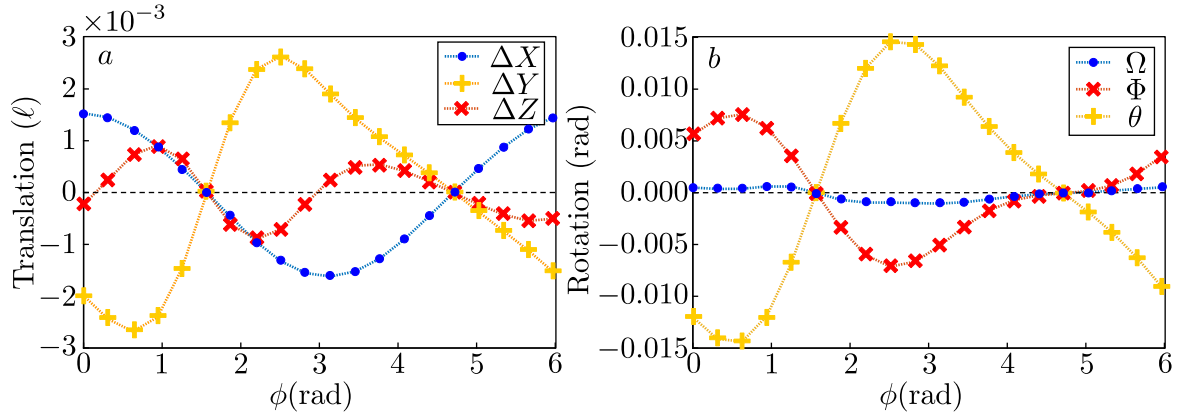 ×10⁻³
3
2
1
0
−1
−2
−3
Translation (ℓ)
a
ΔX
ΔY
ΔZ
0
1
2
3
4
5
6
ϕ(rad)
0.015
0.010
0.005
0.000
−0.005
−0.010
−0.015
Rotation (rad)
b
Ω
Φ
θ
0
1
2
3
4
5
6
ϕ(rad)